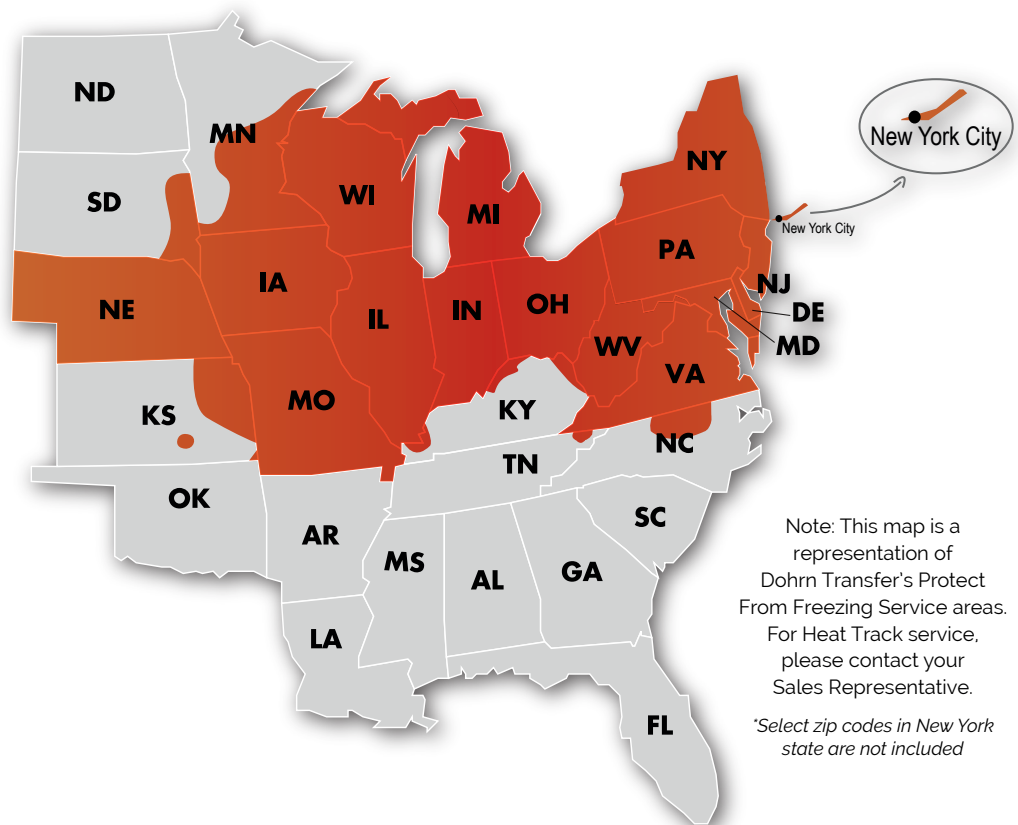 ND
MN
SD
WI
MI
NY
New York City
New York City
PA
NE
IA
IL
IN
OH
NJ
DE
MD
WV
VA
KS
MO
KY
NC
TN
OK
AR
SC
MS
AL
GA
LA
FL
Note: This map is a
representation of
Dohrn Transfer's Protect
From Freezing Service areas.
For Heat Track service,
please contact your
Sales Representative.
*Select zip codes in New York
state are not included